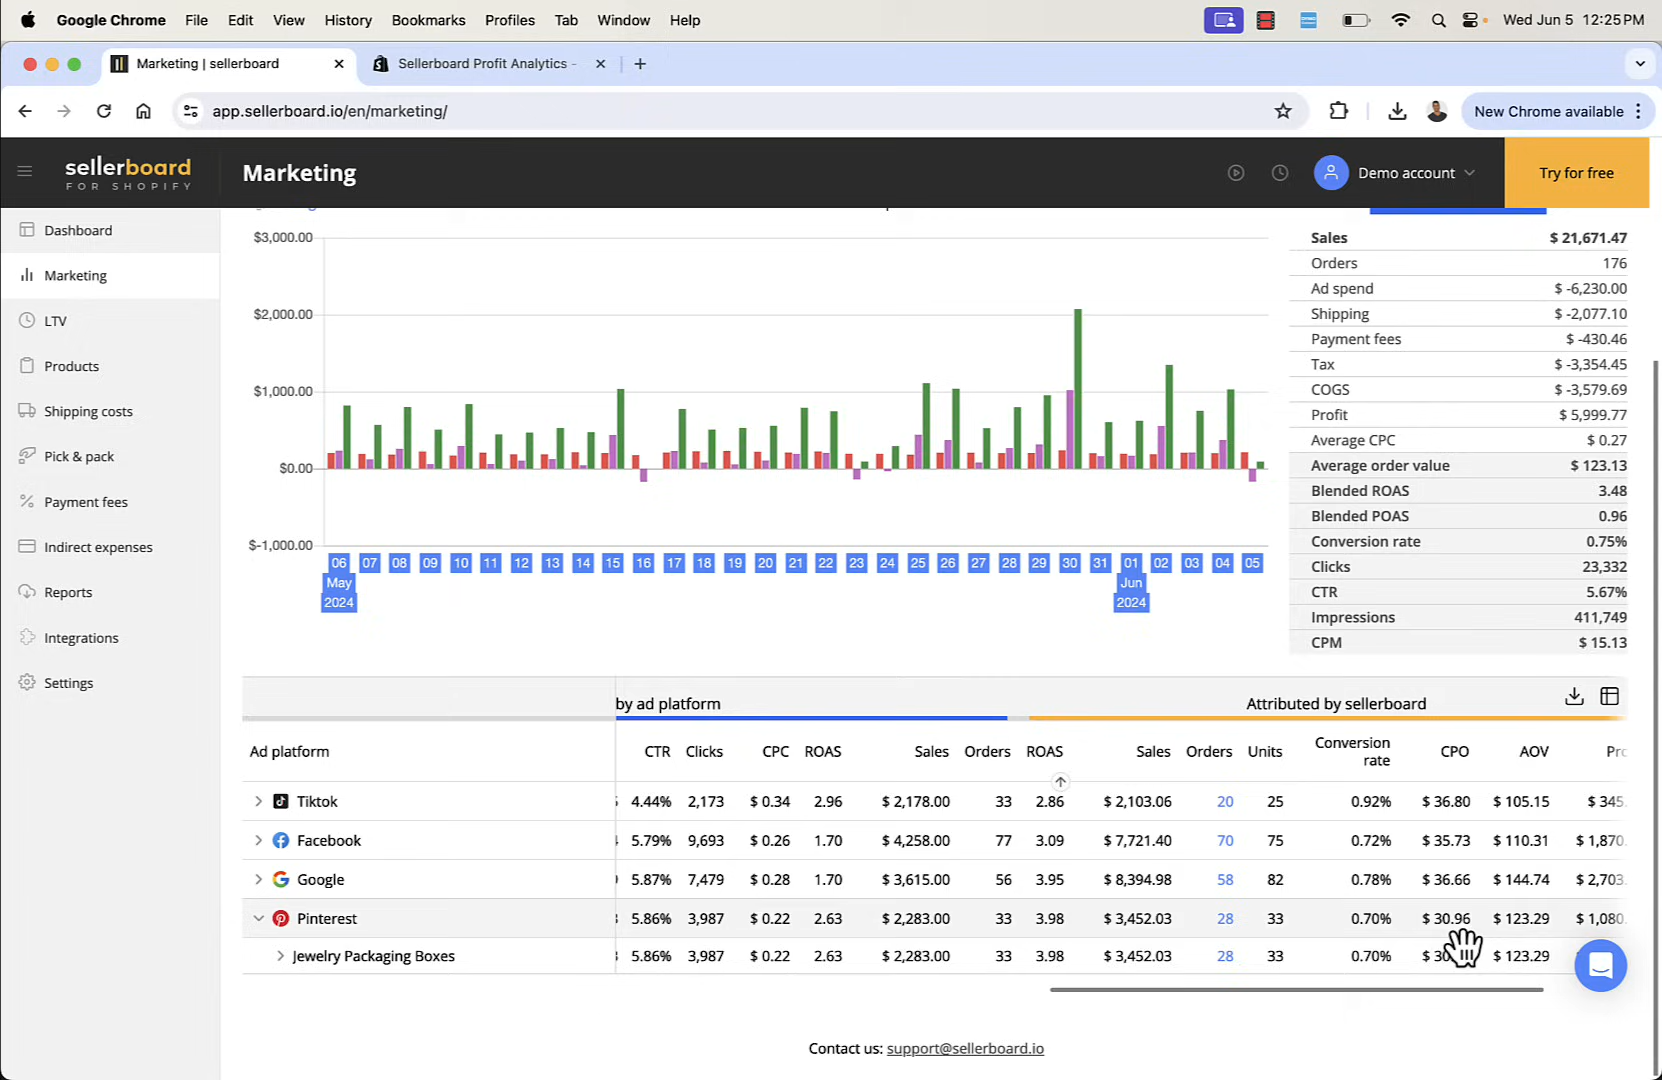 Google Chrome File Edit View History Bookmarks Profiles Tab Window Help Wed Jun 5 12:25 PM
Marketing | sellerboard Sellerboard Profit Analytics -
app.sellerboard.io/en/marketing/ New Chrome available
sellerboard
FOR SHOPIFY
Marketing Demo account Try for free
Dashboard
Marketing
LTV
Products
Shipping costs
Pick & pack
Payment fees
Indirect expenses
Reports
Integrations
Settings
$3,000.00
$2,000.00
$1,000.00
$0.00
$-1,000.00
06 07 08 09 10 11 12 13 14 15 16 17 18 19 20 21 22 23 24 25 26 27 28 29 30 31 01 02 03 04 05
May Jun
2024 2024
Sales $ 21,671.47
Orders 176
Ad spend $ -6,230.00
Shipping $ -2,077.10
Payment fees $ -430.46
Tax $ -3,354.45
COGS $ -3,579.69
Profit $ 5,999.77
Average CPC $ 0.27
Average order value $ 123.13
Blended ROAS 3.48
Blended POAS 0.96
Conversion rate 0.75%
Clicks 23,332
CTR 5.67%
Impressions 411,749
CPM $ 15.13
by ad platform Attributed by sellerboard
Ad platform CTR Clicks CPC ROAS Sales Orders ROAS Sales Orders Units Conversion rate CPO AOV
Tiktok 4.44% 2,173 $ 0.34 2.96 $ 2,178.00 33 2.86 $ 2,103.06 20 25 0.92% $ 36.80 $ 105.15 $ 345.
Facebook 5.79% 9,693 $ 0.26 1.70 $ 4,258.00 77 3.09 $ 7,721.40 70 75 0.72% $ 35.73 $ 110.31 $ 1,870.
Google 5.87% 7,479 $ 0.28 1.70 $ 3,615.00 56 3.95 $ 8,394.98 58 82 0.78% $ 36.66 $ 144.74 $ 2,703.
Pinterest 5.86% 3,987 $ 0.22 2.63 $ 2,283.00 33 3.98 $ 3,452.03 28 33 0.70% $ 30.96 $ 123.29 $ 1,080.
Jewelry Packaging Boxes 5.86% 3,987 $ 0.22 2.63 $ 2,283.00 33 3.98 $ 3,452.03 28 33 0.70% $ 123.29
Contact us: support@sellerboard.io